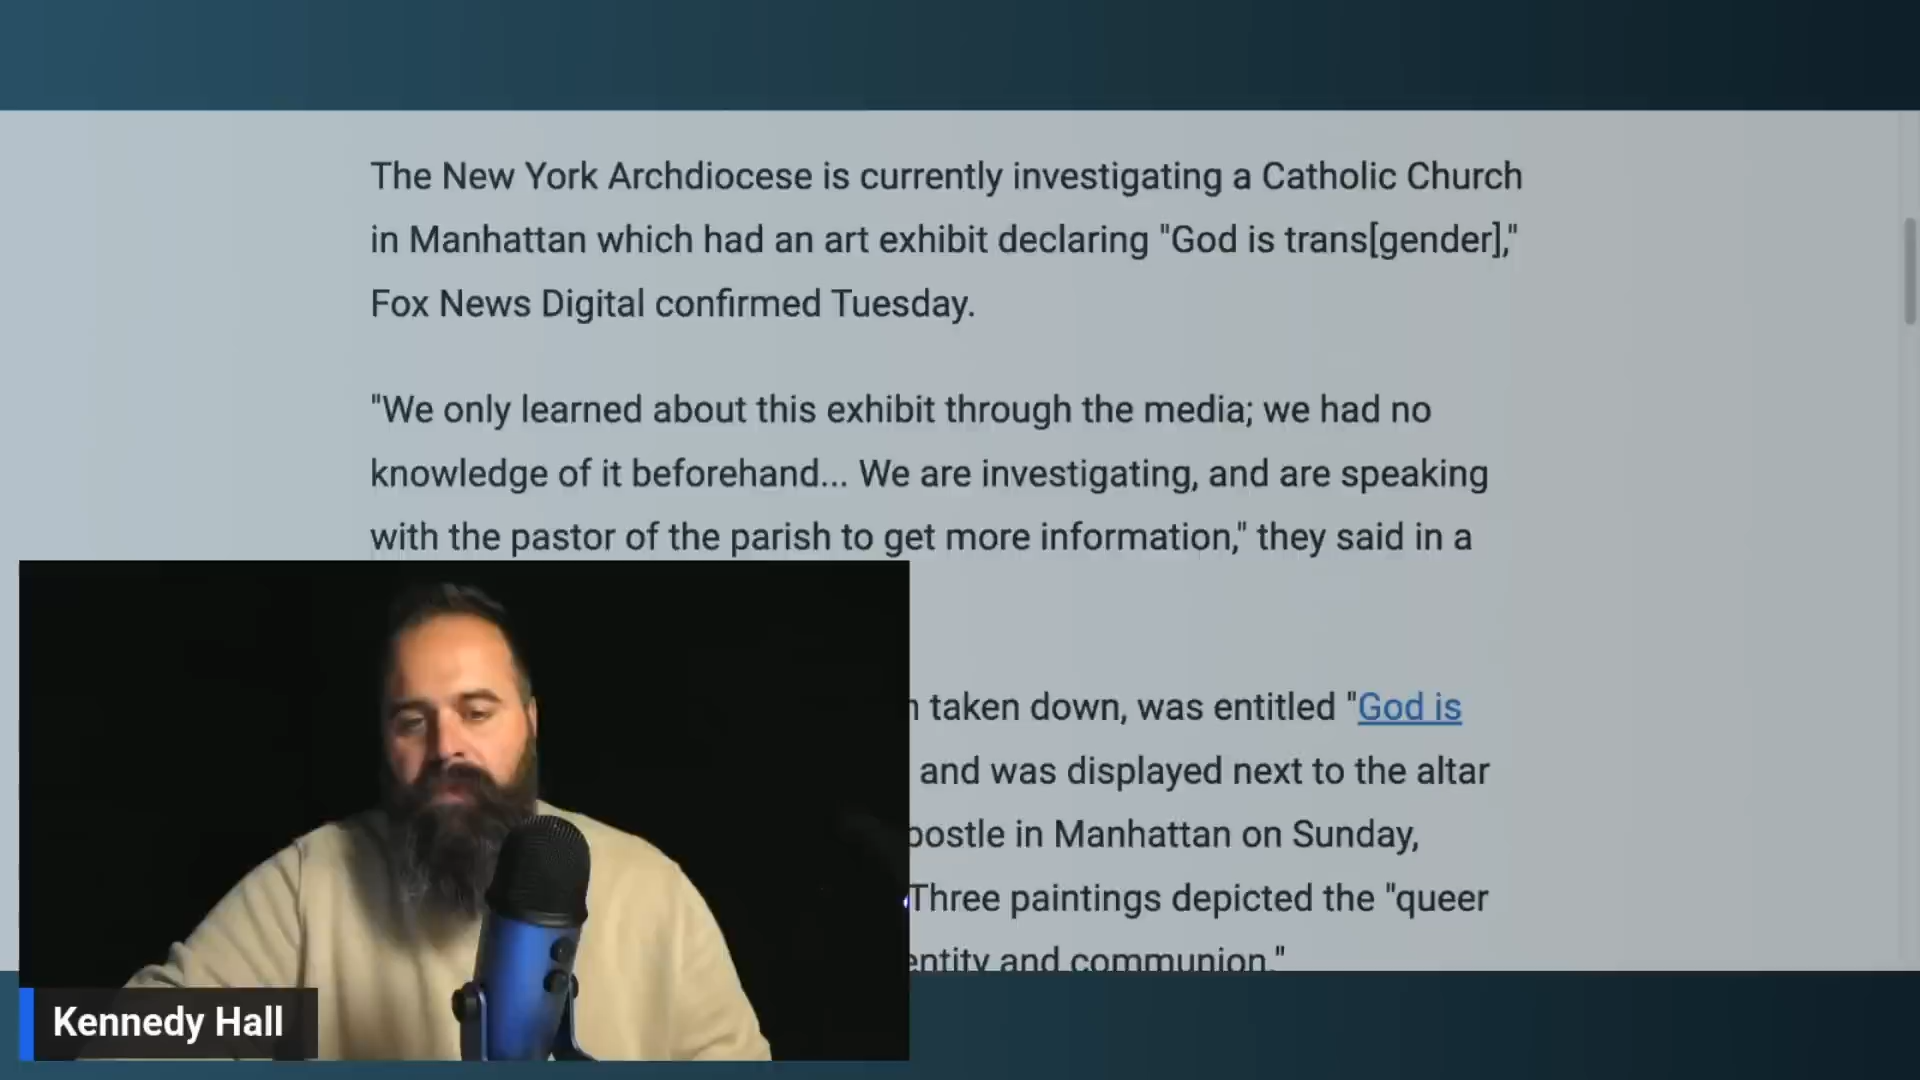 The New York Archdiocese is currently investigating a Catholic Church
in Manhattan which had an art exhibit declaring "God is trans[gender],"
Fox News Digital confirmed Tuesday.
"We only learned about this exhibit through the media; we had no
knowledge of it beforehand... We are investigating, and are speaking
with the pastor of the parish to get more information," they said in a
taken down, was entitled "God is
and was displayed next to the altar
postle in Manhattan on Sunday,
Three paintings depicted the "queer
entity and communion."
Kennedy Hall